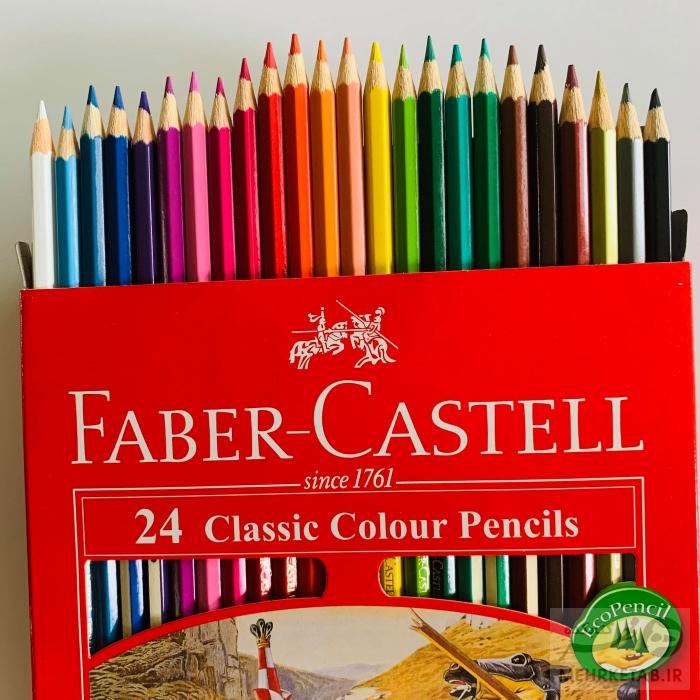 FABER-CASTELL
since 1761
24 Classic Colour Pencils
EcoPencil
MEHRKETAB.IR